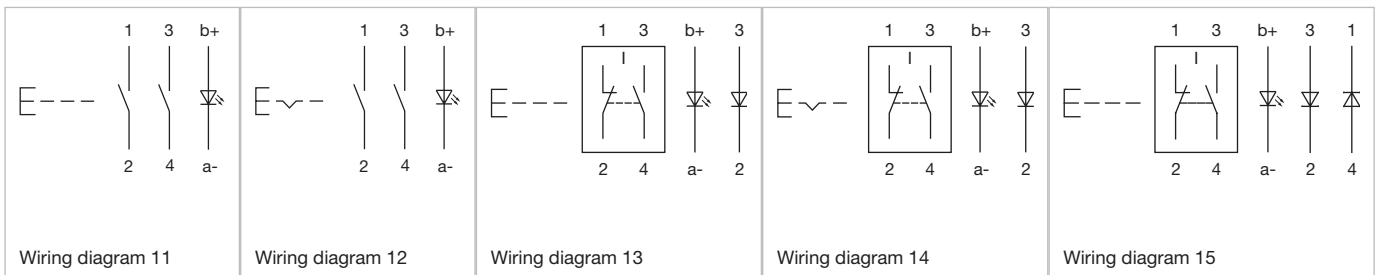 1 3 b+
2 4 a-
Wiring diagram 11
1 3 b+
2 4 a-
Wiring diagram 12
1 3 b+ 3
2 4 a- 2
Wiring diagram 13
1 3 b+ 3
2 4 a- 2
Wiring diagram 14
1 3 b+ 3 1
2 4 a- 2 4
Wiring diagram 15